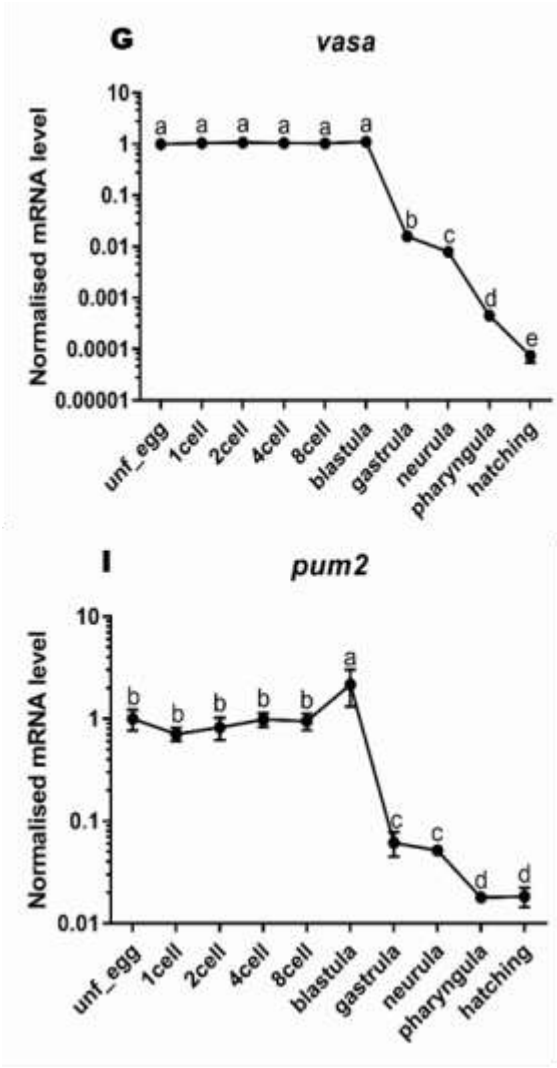 G
vasa
Normalised mRNA level
10
1
0.1
0.01
0.001
0.0001
0.00001
a a a a a a b c d e
unf_egg
1cell
2cell
4cell
8cell
blastula
gastrula
neurula
pharyngula
hatching
I
pum2
Normalised mRNA level
10
1
0.1
0.01
b b b b b a c c d d
unf_egg
1cell
2cell
4cell
8cell
blastula
gastrula
neurula
pharyngula
hatching